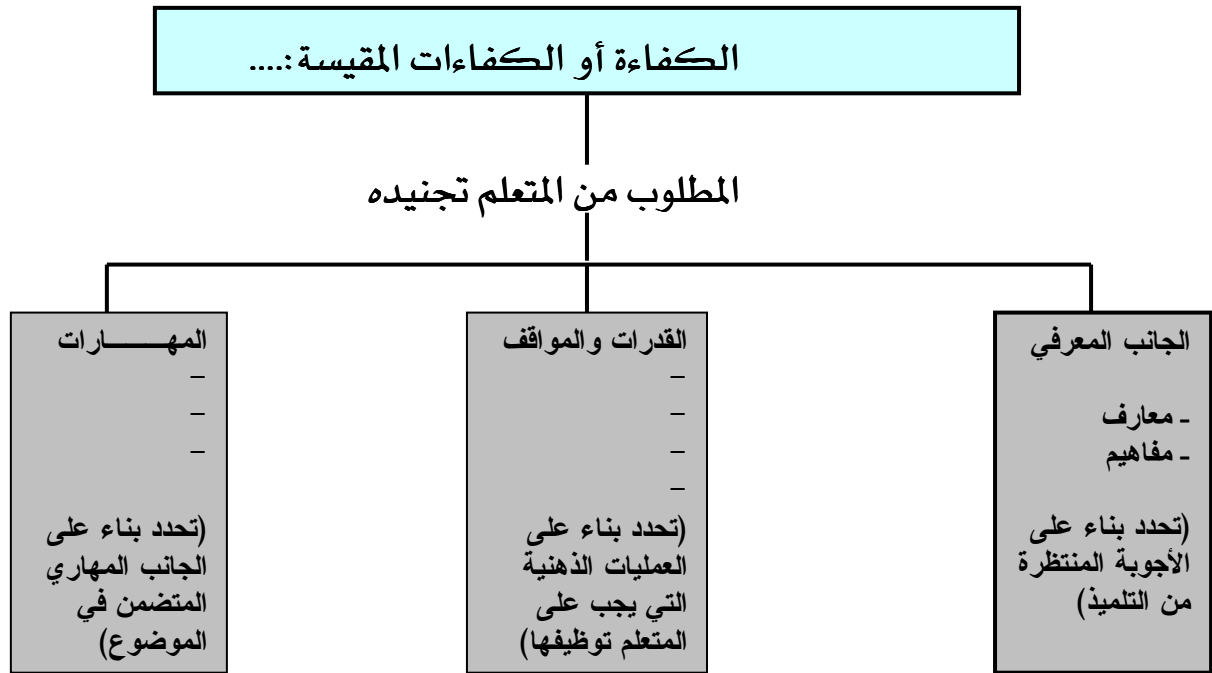 الكفاءة أو الكفاءات المقيسة:....
المطلوب من المتعلم تجنيده
الجانب المعرفي
- معارف
- مفاهيم
(تحدد بناء على
الأجوبة المنتظرة
من التلميذ)
القدرات والمواقف
–
–
–
–
(تحدد بناء على
العمليات الذهنية
التي يجب على
المتعلم توظيفها)
المهـــــــارات
–
–
–
(تحدد بناء على
الجانب المهاري
المتضمن في
الموضوع)